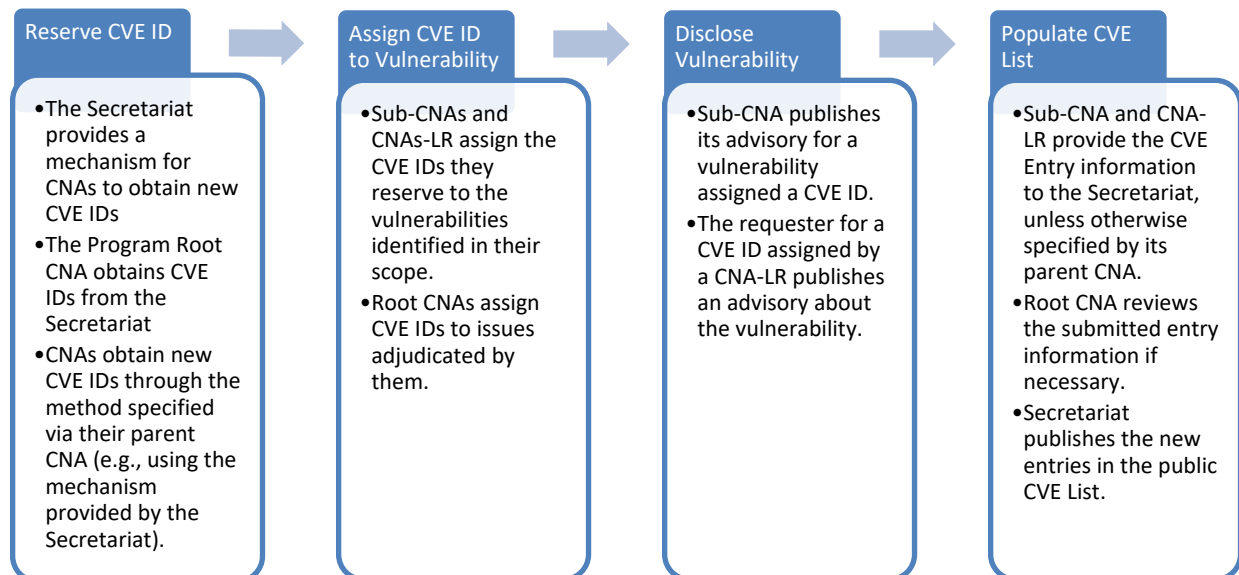 Reserve CVE ID
•The Secretariat
provides a
mechanism for
CNAs to obtain new
CVE IDs
•The Program Root
CNA obtains CVE
IDs from the
Secretariat
•CNAs obtain new
CVE IDs through the
method specified
via their parent
CNA (e.g., using the
mechanism
provided by the
Secretariat).
Assign CVE ID
to Vulnerability
•Sub-CNAs and
CNAs-LR assign the
CVE IDs they
reserve to the
vulnerabilities
identified in their
scope.
•Root CNAs assign
CVE IDs to issues
adjudicated by
them.
Disclose
Vulnerability
•Sub-CNA publishes
its advisory for a
vulnerability
assigned a CVE ID.
•The requester for a
CVE ID assigned by
a CNA-LR publishes
an advisory about
the vulnerability.
Populate CVE
List
•Sub-CNA and CNA-
LR provide the CVE
Entry information
to the Secretariat,
unless otherwise
specified by its
parent CNA.
•Root CNA reviews
the submitted entry
information if
necessary.
•Secretariat
publishes the new
entries in the public
CVE List.